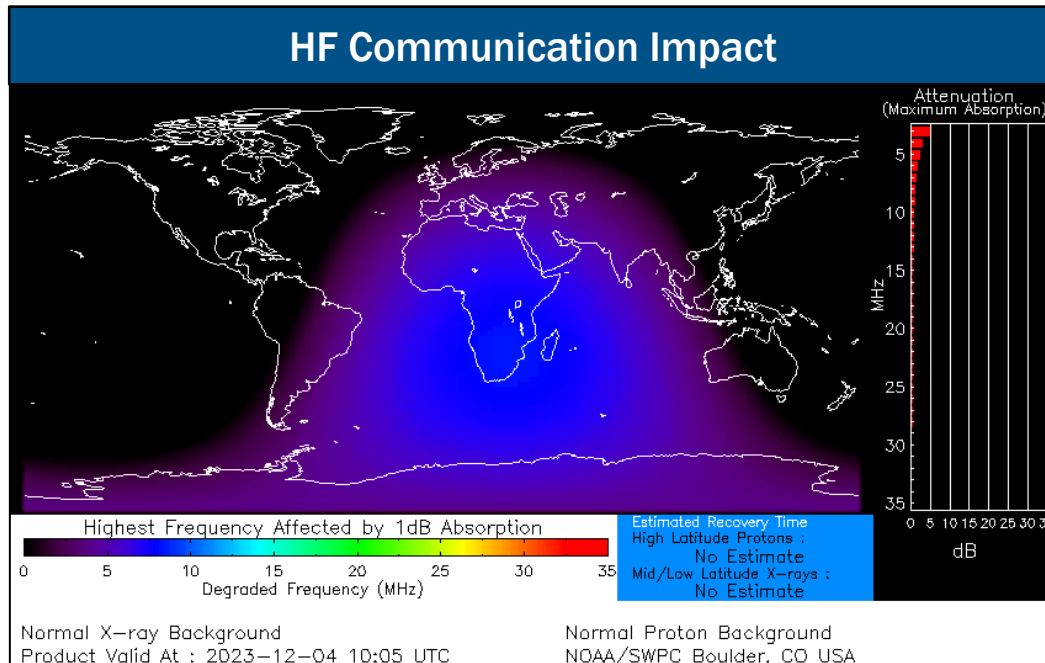 HF Communication Impact
Attenuation
(Maximum Absorption)
5
10
15
20
25
30
35
MHz
0 5 10 15 20 25 30 3
dB
Highest Frequency Affected by 1dB Absorption
0 5 10 15 20 25 30 35
Degraded Frequency (MHz)
Estimated Recovery Time
High Latitude Protons :
No Estimate
Mid/Low Latitude X-rays :
No Estimate
Normal X-ray Background
Normal Proton Background
Product Valid At : 2023-12-04 10:05 UTC
NOAA/SWPC Boulder, CO USA